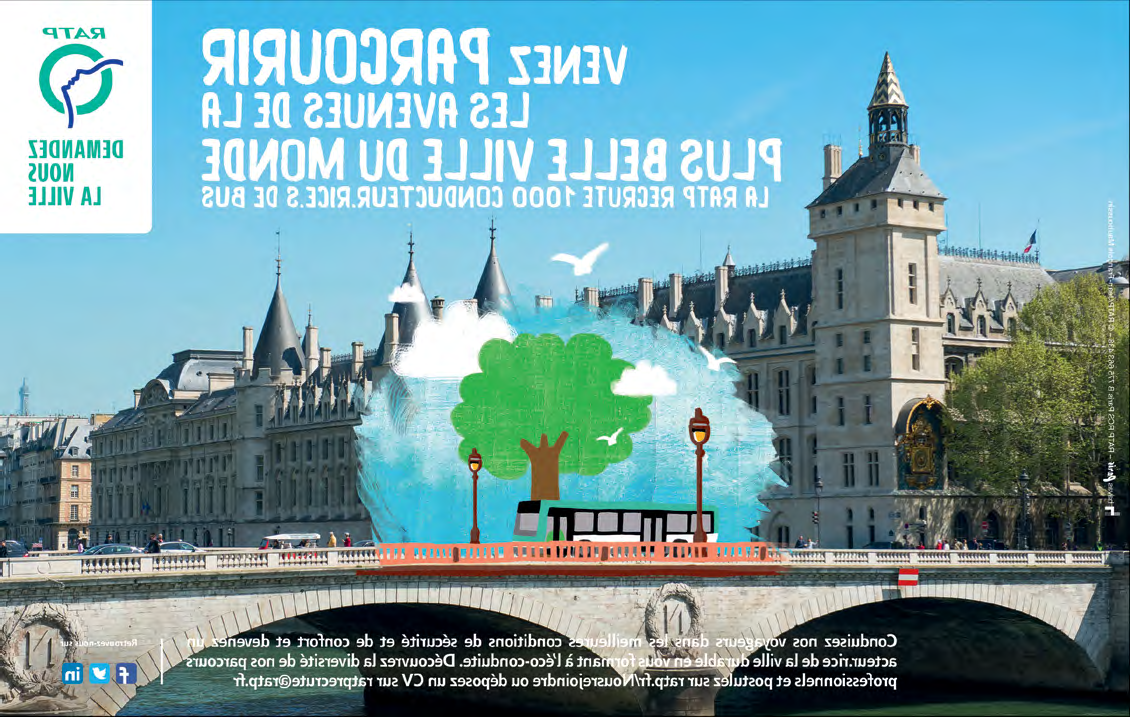 RATP
DEMANDEZ
NOUS
LA VILLE
VENEZ PARCOURIR
LES AVENUES DE LA
PLUS BELLE VILLE DU MONDE
LA RATP RECRUTE 1000 CONDUCTEUR.RICE.S DE BUS
Retrouvez-nous sur
f in
Conduisez nos voyageurs dans les meilleures conditions de sécurité et de confort et devenez un
acteur.rice de la ville durable en vous formant à l'éco-conduite. Découvrez la diversité de nos parcours
professionnels et postulez sur ratp.fr/Nousrejoindre ou déposez un CV sur ratprecrute@ratp.fr